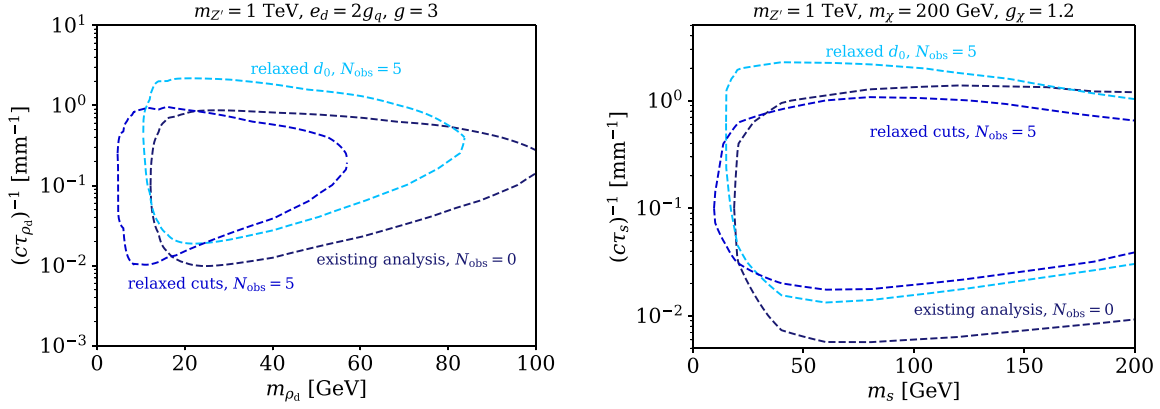 m_{Z'} = 1 TeV, e_d = 2g_q, g = 3
10^1
10^0
10^{-1}
10^{-2}
10^{-3}
(cτ_{ρ_d})^{-1} [mm^{-1}]
relaxed d_0, N_obs = 5
existing analysis, N_obs = 0
relaxed cuts, N_obs = 5
0 20 40 60 80 100
m_{ρ_d} [GeV]
m_{Z'} = 1 TeV, m_χ = 200 GeV, g_χ = 1.2
10^0
10^{-1}
10^{-2}
(cτ_s)^{-1} [mm^{-1}]
relaxed d_0, N_obs = 5
relaxed cuts, N_obs = 5
existing analysis, N_obs = 0
0 50 100 150 200
m_s [GeV]